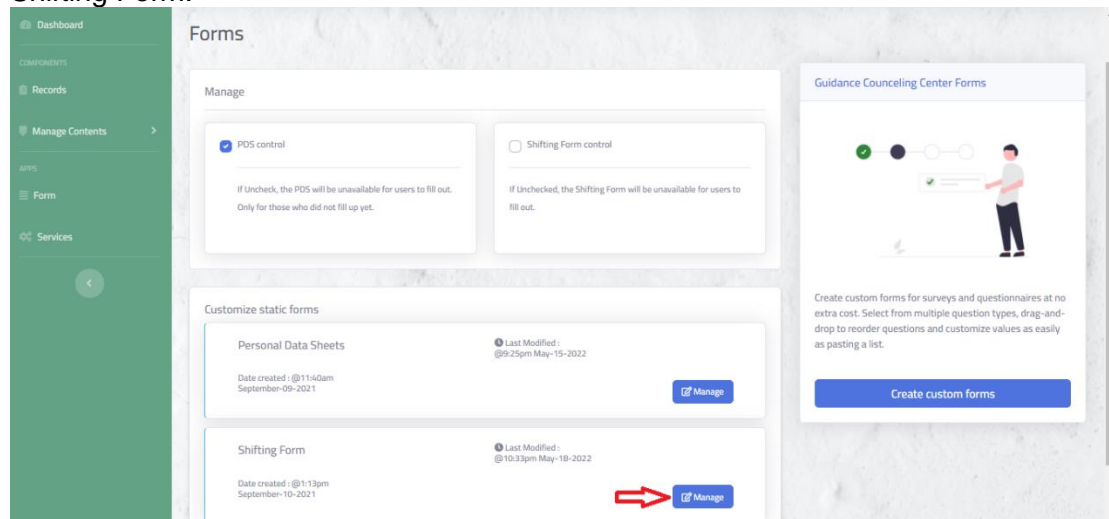 Shifting Form.
Dashboard
COMPONENTS
Records
Manage Contents
APPS
Form
Services
Forms
Manage
PDS control
If Uncheck, the PDS will be unavailable for users to fill out.
Only for those who did not fill up yet.
Shifting Form control
If Unchecked, the Shifting Form will be unavailable for users to
fill out.
Customize static forms
Personal Data Sheets
Last Modified :
@9:25pm May-15-2022
Date created : @11:40am
September-09-2021
Manage
Shifting Form
Last Modified :
@10:33pm May-18-2022
Date created : @1:13pm
September-10-2021
Manage
Guidance Counceling Center Forms
Create custom forms for surveys and questionnaires at no
extra cost. Select from multiple question types, drag-and-
drop to reorder questions and customize values as easily
as pasting a list.
Create custom forms